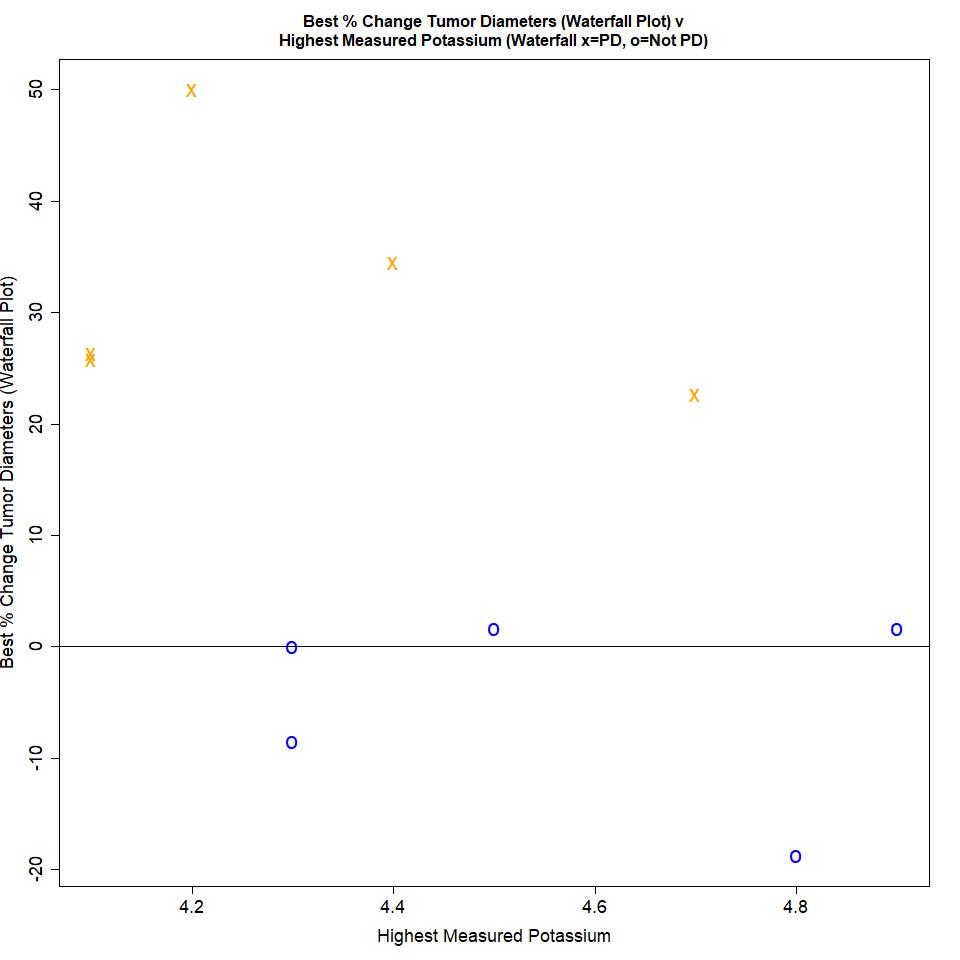 Best % Change Tumor Diameters (Waterfall Plot) v
Highest Measured Potassium (Waterfall x=PD, o=Not PD)
Best % Change Tumor Diameters (Waterfall Plot)
50
40
30
20
10
0
-10
-20
X
X
X
X
X
O
O
O
O
O
4.2
4.4
4.6
4.8
Highest Measured Potassium